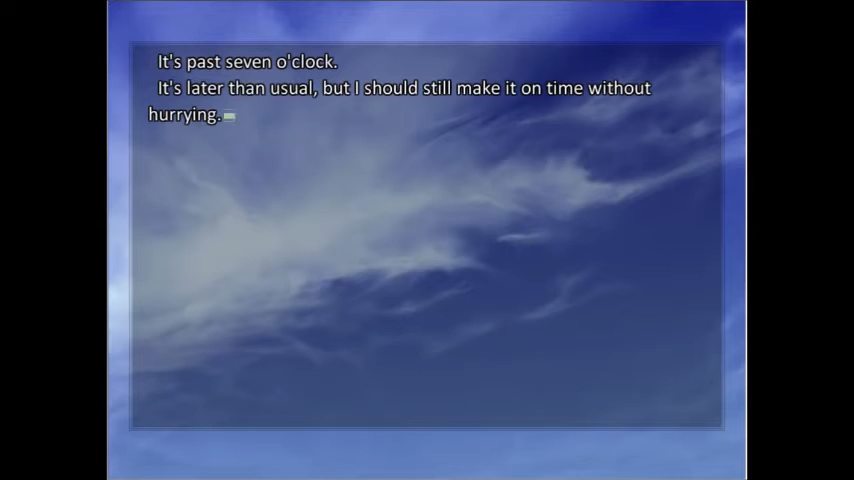 It's past seven o'clock.
It's later than usual, but I should still make it on time without
hurrying.